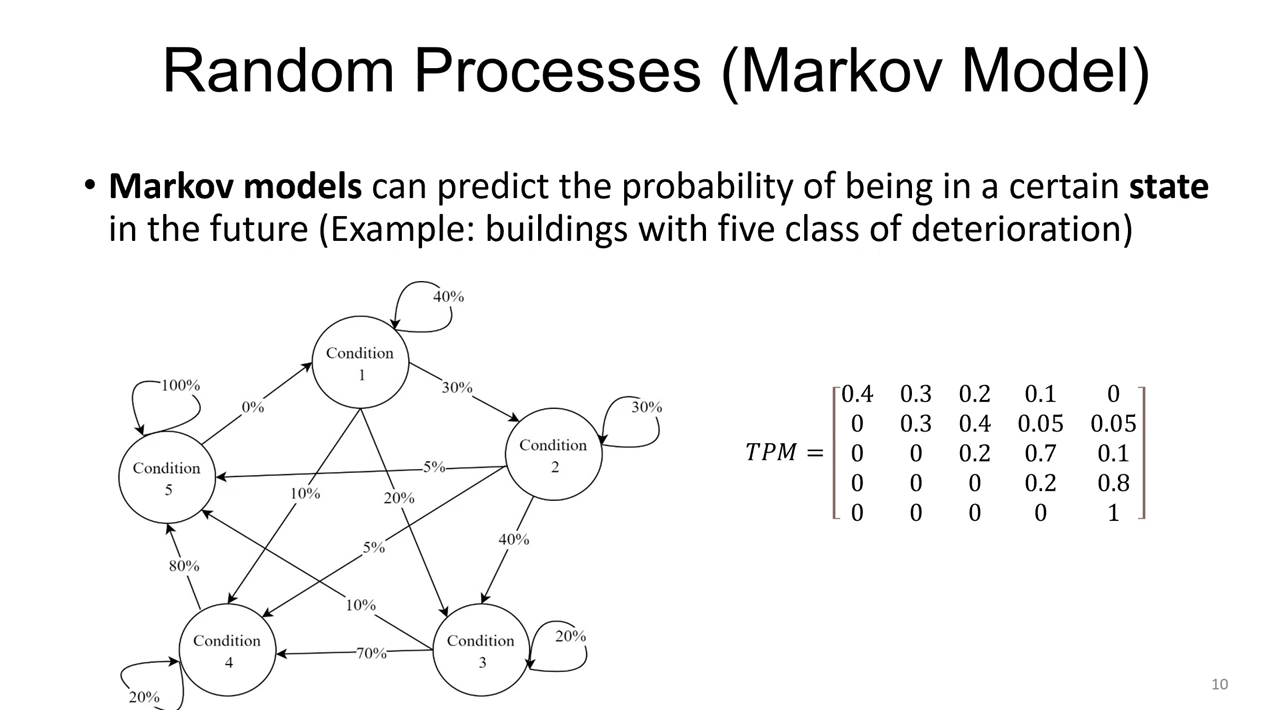 Random Processes (Markov Model)
• Markov models can predict the probability of being in a certain state
in the future (Example: buildings with five class of deterioration)
40%
Condition
1
100%
0%
30%
30%
Condition
2
Condition
5
5%
10%
20%
5%
40%
80%
10%
Condition
4
70%
Condition
3
20%
20%
TPM =
0.4 0.3 0.2 0.1 0
0 0.3 0.4 0.05 0.05
0 0 0.2 0.7 0.1
0 0 0 0.2 0.8
0 0 0 0 1
10